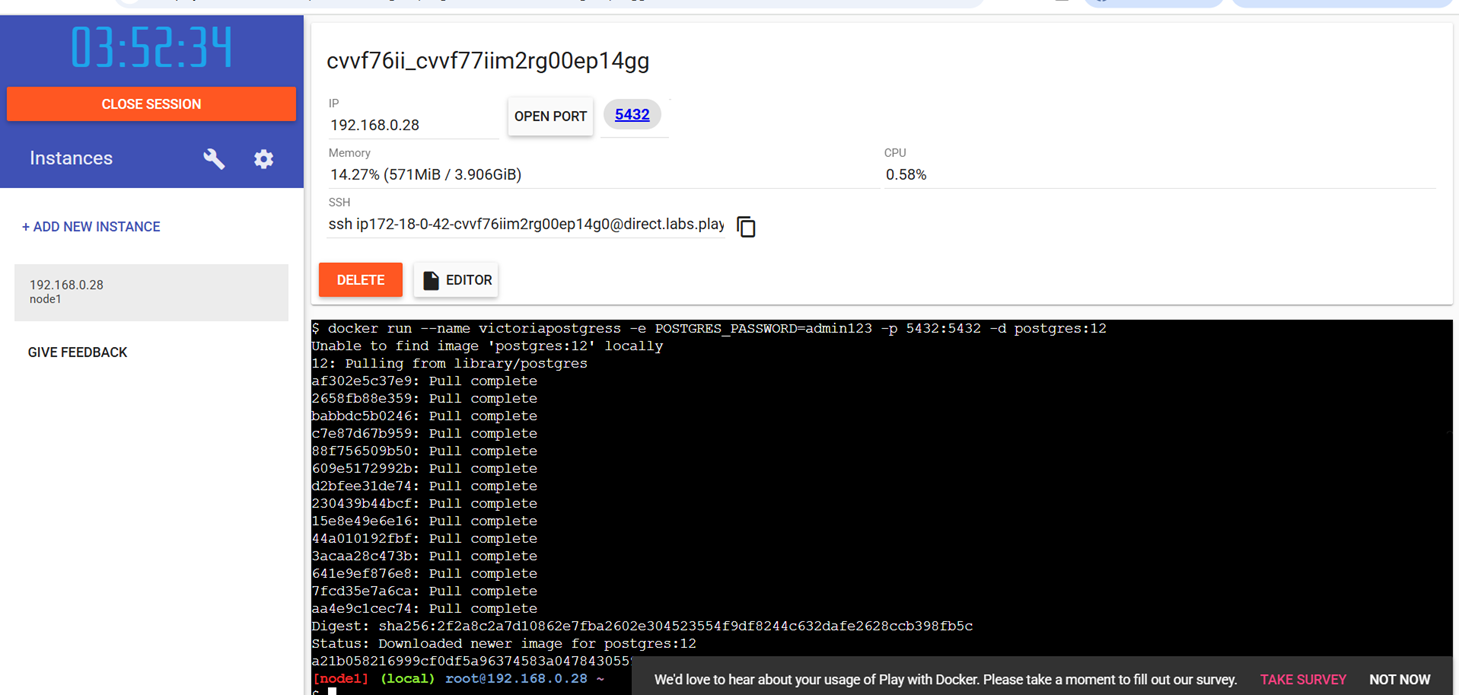 03:52:34
CLOSE SESSION
Instances
+ ADD NEW INSTANCE
192.168.0.28
node1
GIVE FEEDBACK
cvvf76ii_cvvf77iim2rg00ep14gg
IP
192.168.0.28
OPEN PORT
5432
Memory
14.27% (571MiB / 3.906GiB)
CPU
0.58%
SSH
ssh ip172-18-0-42-cvvf76iim2rg00ep14g0@direct.labs.play
DELETE
EDITOR
$ docker run --name victoriapostgress -e POSTGRES_PASSWORD=admin123 -p 5432:5432 -d postgres:12
Unable to find image 'postgres:12' locally
12: Pulling from library/postgres
af302e5c37e9: Pull complete
2658fb88e359: Pull complete
babbdc5b0246: Pull complete
c7e87d67b959: Pull complete
88f756509b50: Pull complete
609e5172992b: Pull complete
d2bfee31de74: Pull complete
230439b44bcf: Pull complete
15e8e49e6e16: Pull complete
44a010192fbf: Pull complete
3acaa28c473b: Pull complete
641e9ef876e8: Pull complete
7fcd35e7a6ca: Pull complete
aa4e9c1cec74: Pull complete
Digest: sha256:2f2a8c2a7d10862e7fba2602e304523554f9df8244c632dafe2628ccb398fb5c
Status: Downloaded newer image for postgres:12
a21b058216999cf0df5a96374583a0478430559
[node1] (local) root@192.168.0.28 ~
$
We'd love to hear about your usage of Play with Docker. Please take a moment to fill out our survey.
TAKE SURVEY
NOT NOW